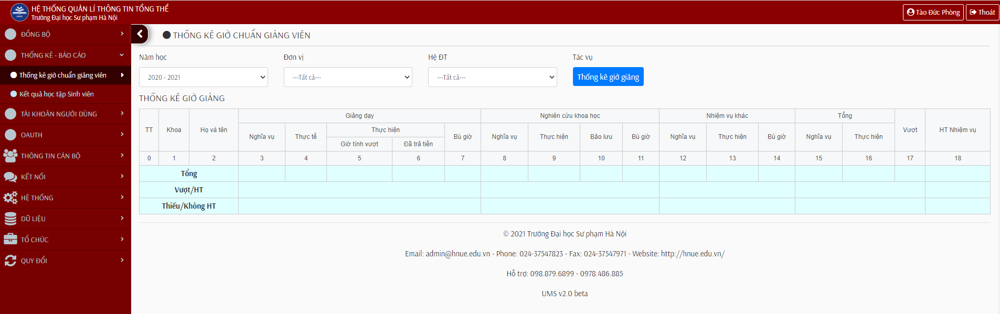 HỆ THỐNG QUẢN LÍ THÔNG TIN TỔNG THỂ
Trường Đại học Sư phạm Hà Nội
HNUE
Tào Đức Phòng
Thoát
ĐỒNG BỘ
THỐNG KÊ - BÁO CÁO
Thống kê giờ chuẩn giảng viên
Kết quả học tập Sinh viên
TÀI KHOẢN NGƯỜI DÙNG
OAUTH
THÔNG TIN CÁN BỘ
KẾT NỐI
HỆ THỐNG
DỮ LIỆU
TỔ CHỨC
QUY ĐỔI
THỐNG KÊ GIỜ CHUẨN GIẢNG VIÊN
Năm học Đơn vị Hệ ĐT Tác vụ
2020 - 2021 ---Tất cả--- ---Tất cả--- Thống kê giờ giảng
THỐNG KÊ GIỜ GIẢNG
TT Khoa Họ và tên Giảng dạy Nghiên cứu khoa học Nhiệm vụ khác Tổng Vượt HT Nhiệm vụ
Nghĩa vụ Thực tế Thực hiện Bù giờ Nghĩa vụ Thực hiện Bảo lưu Bù giờ Nghĩa vụ Thực hiện Bù giờ Nghĩa vụ Thực hiện
Giờ tính vượt Đã trả tiền
0 1 2 3 4 5 6 7 8 9 10 11 12 13 14 15 16 17 18
Tổng
Vượt/HT
Thiếu/Không HT
© 2021 Trường Đại học Sư phạm Hà Nội
Email: admin@hnue.edu.vn - Phone: 024-37547823 - Fax: 024-37547971 - Website: http://hnue.edu.vn/
Hỗ trợ: 098.879.6899 - 0978.486.885
UMS v2.0 beta